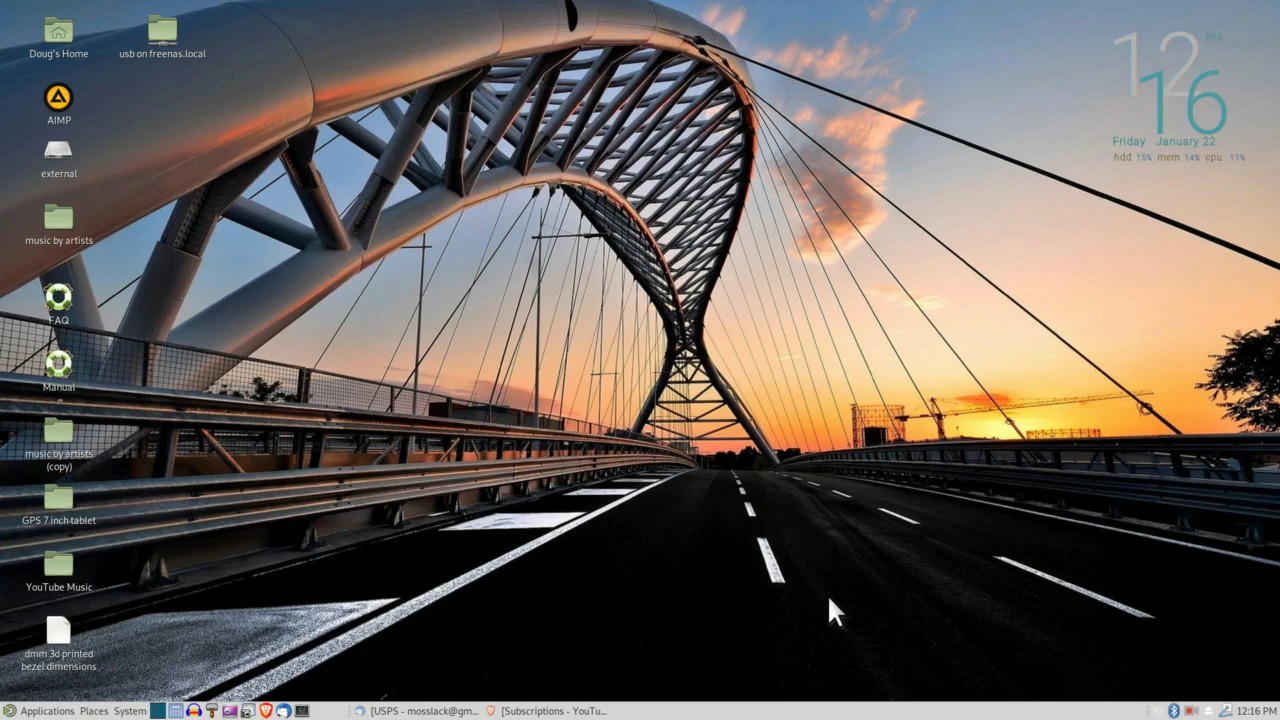 Doug's Home
usb on freenas.local
AIMP
external
music by artists
FAQ
Manual
music by artists
(copy)
GPS 7 inch tablet
YouTube Music
dmm 3d printed
bezel dimensions
12 PM
16
Friday January 22
hdd 15% mem 14% cpu 11%
Applications Places System [USPS - mosslack@gm... [Subscriptions - YouTu... 12:16 PM